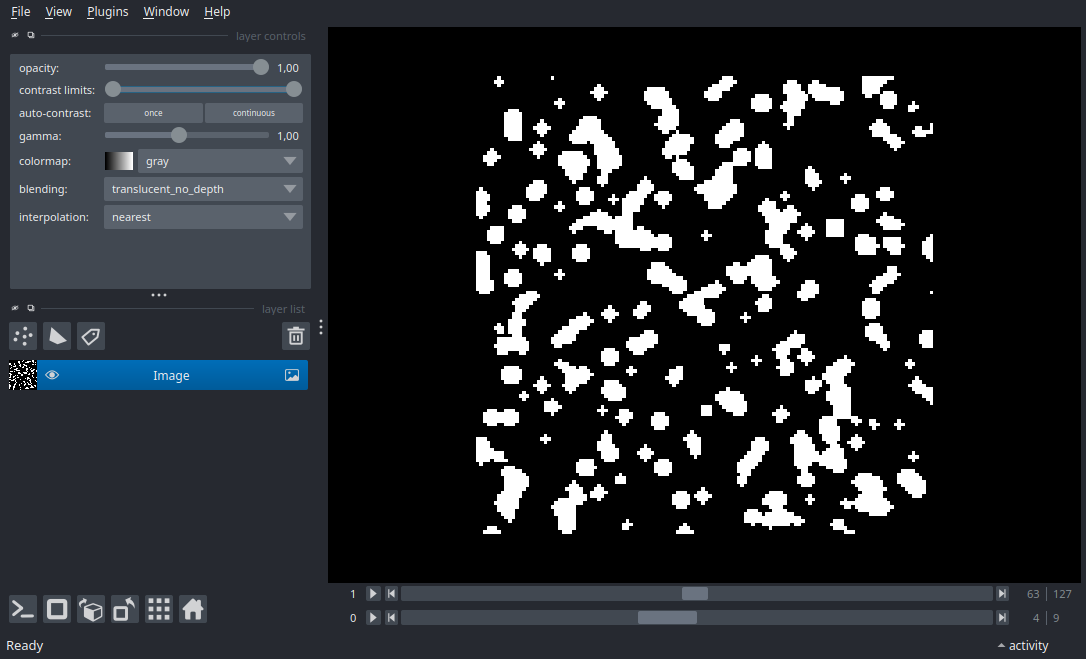 File View Plugins Window Help
layer controls
opacity: 1,00
contrast limits:
auto-contrast: once continuous
gamma: 1,00
colormap: gray
blending: translucent_no_depth
interpolation: nearest
layer list
Image
1 63 127
0 4 9
Ready activity